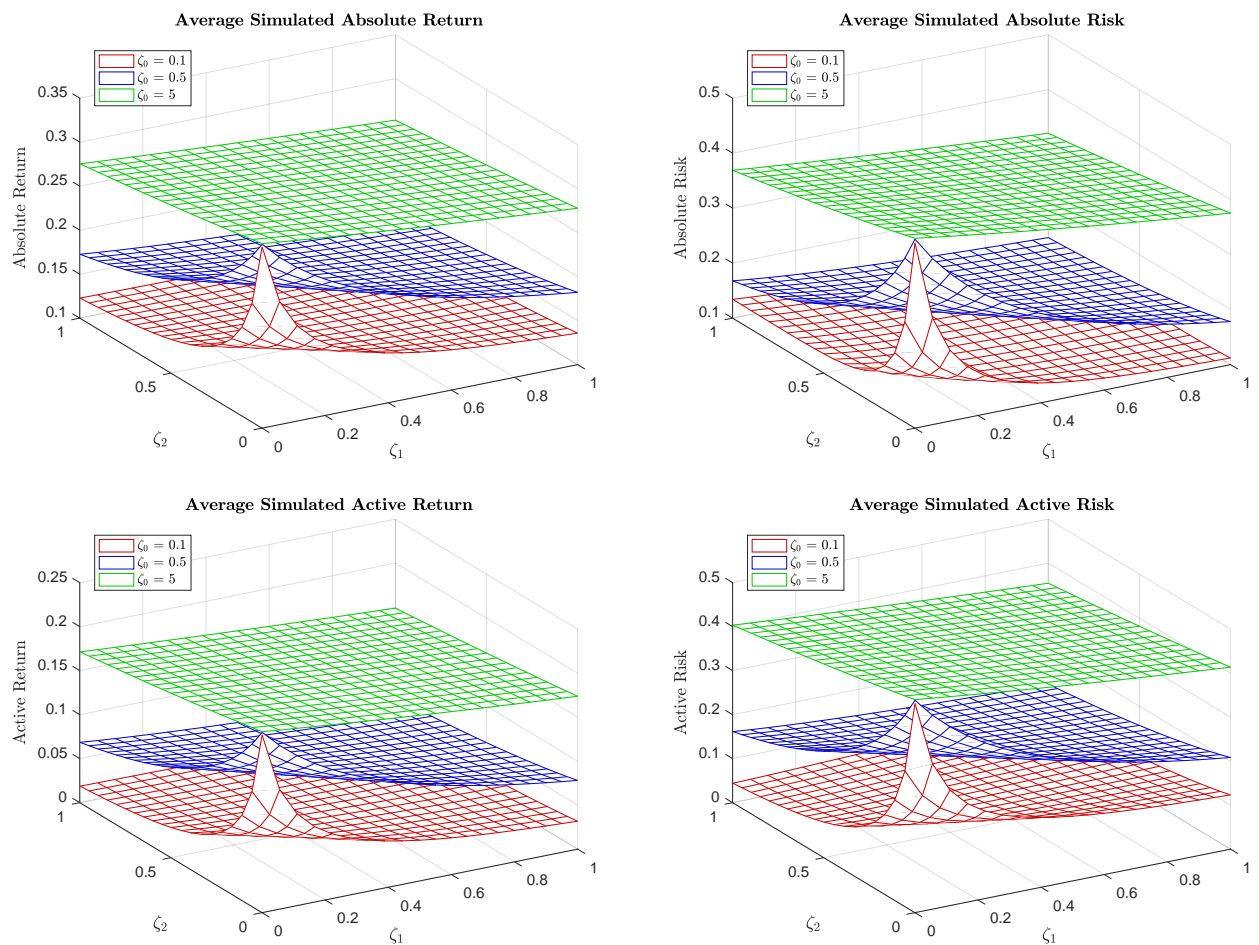 Average Simulated Absolute Return
ζ₀ = 0.1
ζ₀ = 0.5
ζ₀ = 5
Absolute Return
0.35
0.3
0.25
0.2
0.15
0.1
1
0.5
0
ζ₂
0
0.2
0.4
0.6
0.8
1
ζ₁
Average Simulated Absolute Risk
ζ₀ = 0.1
ζ₀ = 0.5
ζ₀ = 5
Absolute Risk
0.5
0.4
0.3
0.2
0.1
1
0.5
0
ζ₂
0
0.2
0.4
0.6
0.8
1
ζ₁
Average Simulated Active Return
ζ₀ = 0.1
ζ₀ = 0.5
ζ₀ = 5
Active Return
0.25
0.2
0.15
0.1
0.05
0
1
0.5
0
ζ₂
0
0.2
0.4
0.6
0.8
1
ζ₁
Average Simulated Active Risk
ζ₀ = 0.1
ζ₀ = 0.5
ζ₀ = 5
Active Risk
0.5
0.4
0.3
0.2
0.1
0
1
0.5
0
ζ₂
0
0.2
0.4
0.6
0.8
1
ζ₁